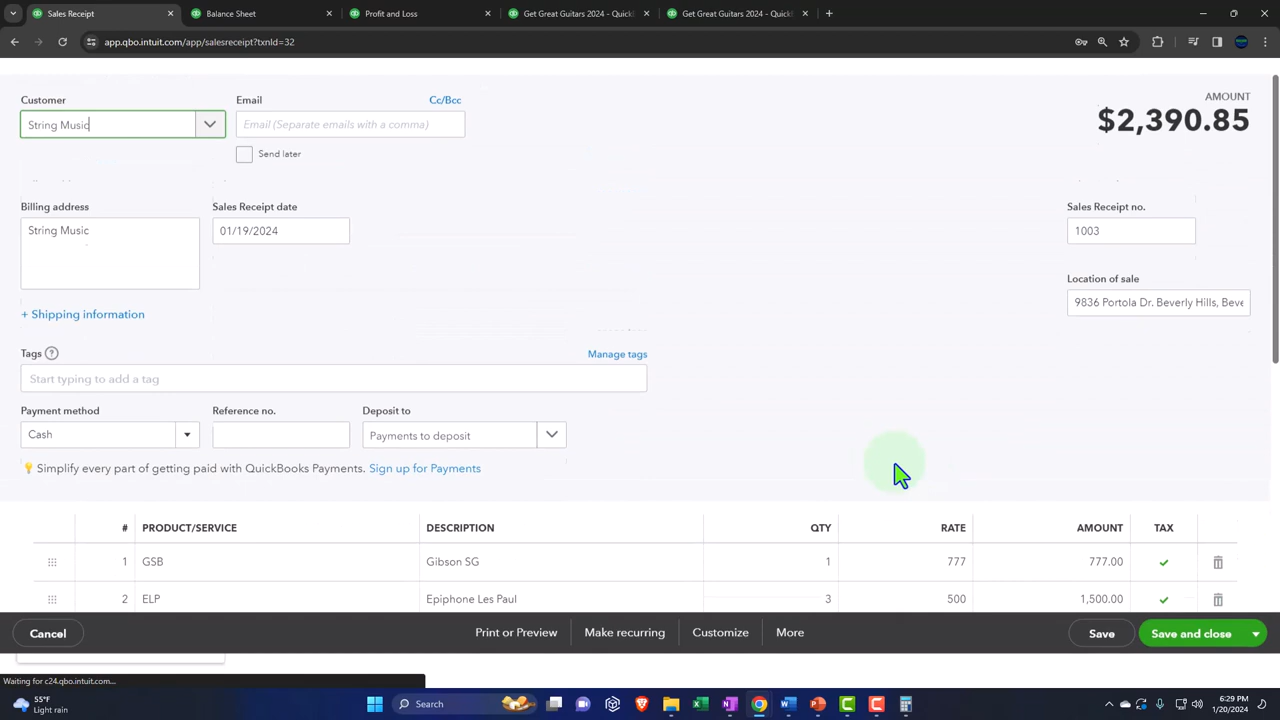 Sales Receipt
Balance Sheet
Profit and Loss
Get Great Guitars 2024 - QuickB
Get Great Guitars 2024 - Quick
app.qbo.intuit.com/app/salesreceipt?txnId=32
Customer
Email
Cc/Bcc
AMOUNT
String Music
Email (Separate emails with a comma)
$2,390.85
Send later
Billing address
Sales Receipt date
Sales Receipt no.
String Music
01/19/2024
1003
Location of sale
9836 Portola Dr. Beverly Hills, Beve
+ Shipping information
Tags ?
Manage tags
Start typing to add a tag
Payment method
Reference no.
Deposit to
Cash
Payments to deposit
Simplify every part of getting paid with QuickBooks Payments. Sign up for Payments
# PRODUCT/SERVICE DESCRIPTION QTY RATE AMOUNT TAX
1 GSB Gibson SG 1 777 777.00
2 ELP Epiphone Les Paul 3 500 1,500.00
Cancel
Print or Preview
Make recurring
Customize
More
Save
Save and close
Waiting for c24.qbo.intuit.com...
55°F
Light rain
Search
6:29 PM
1/20/2024